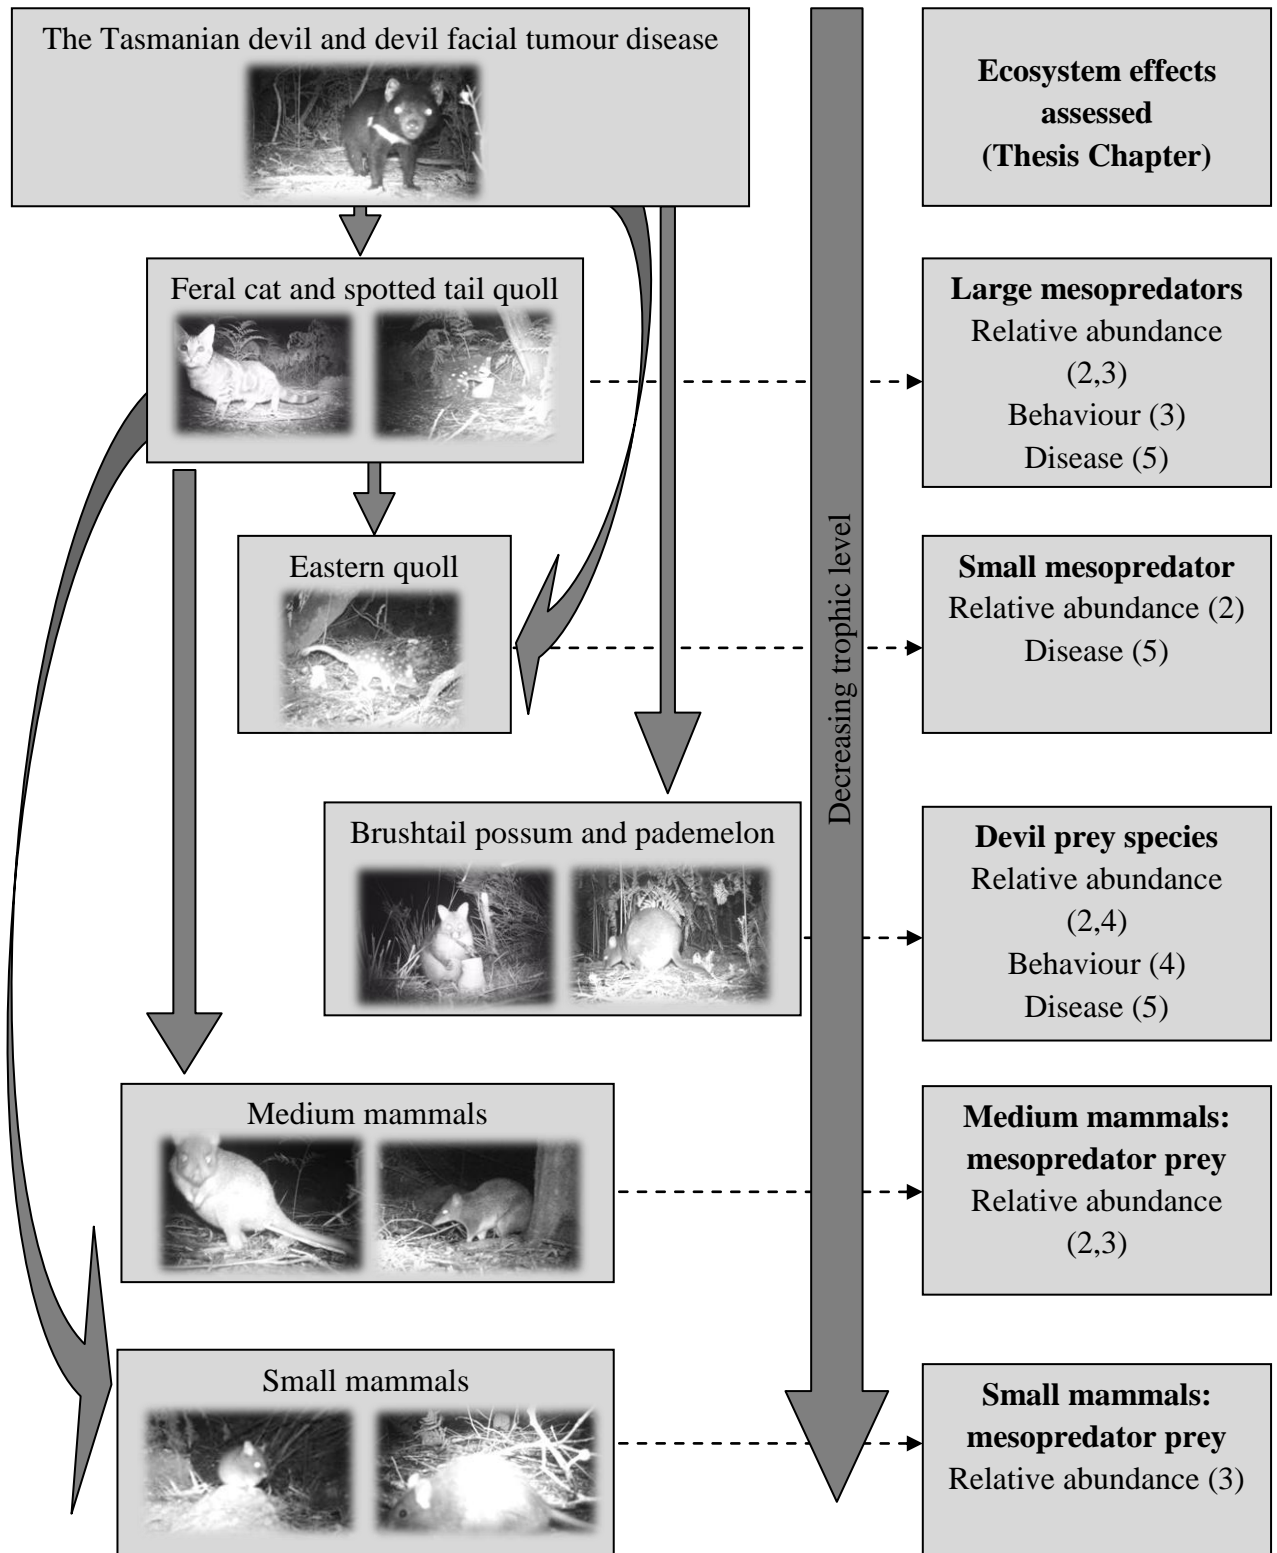 The Tasmanian devil and devil facial tumour disease
Ecosystem effects
assessed
(Thesis Chapter)
Feral cat and spotted tail quoll
Large mesopredators
Relative abundance
(2,3)
Behaviour (3)
Disease (5)
Eastern quoll
Small mesopredator
Relative abundance (2)
Disease (5)
Decreasing trophic level
Brushtail possum and pademelon
Devil prey species
Relative abundance
(2,4)
Behaviour (4)
Disease (5)
Medium mammals
Medium mammals:
mesopredator prey
Relative abundance
(2,3)
Small mammals
Small mammals:
mesopredator prey
Relative abundance (3)